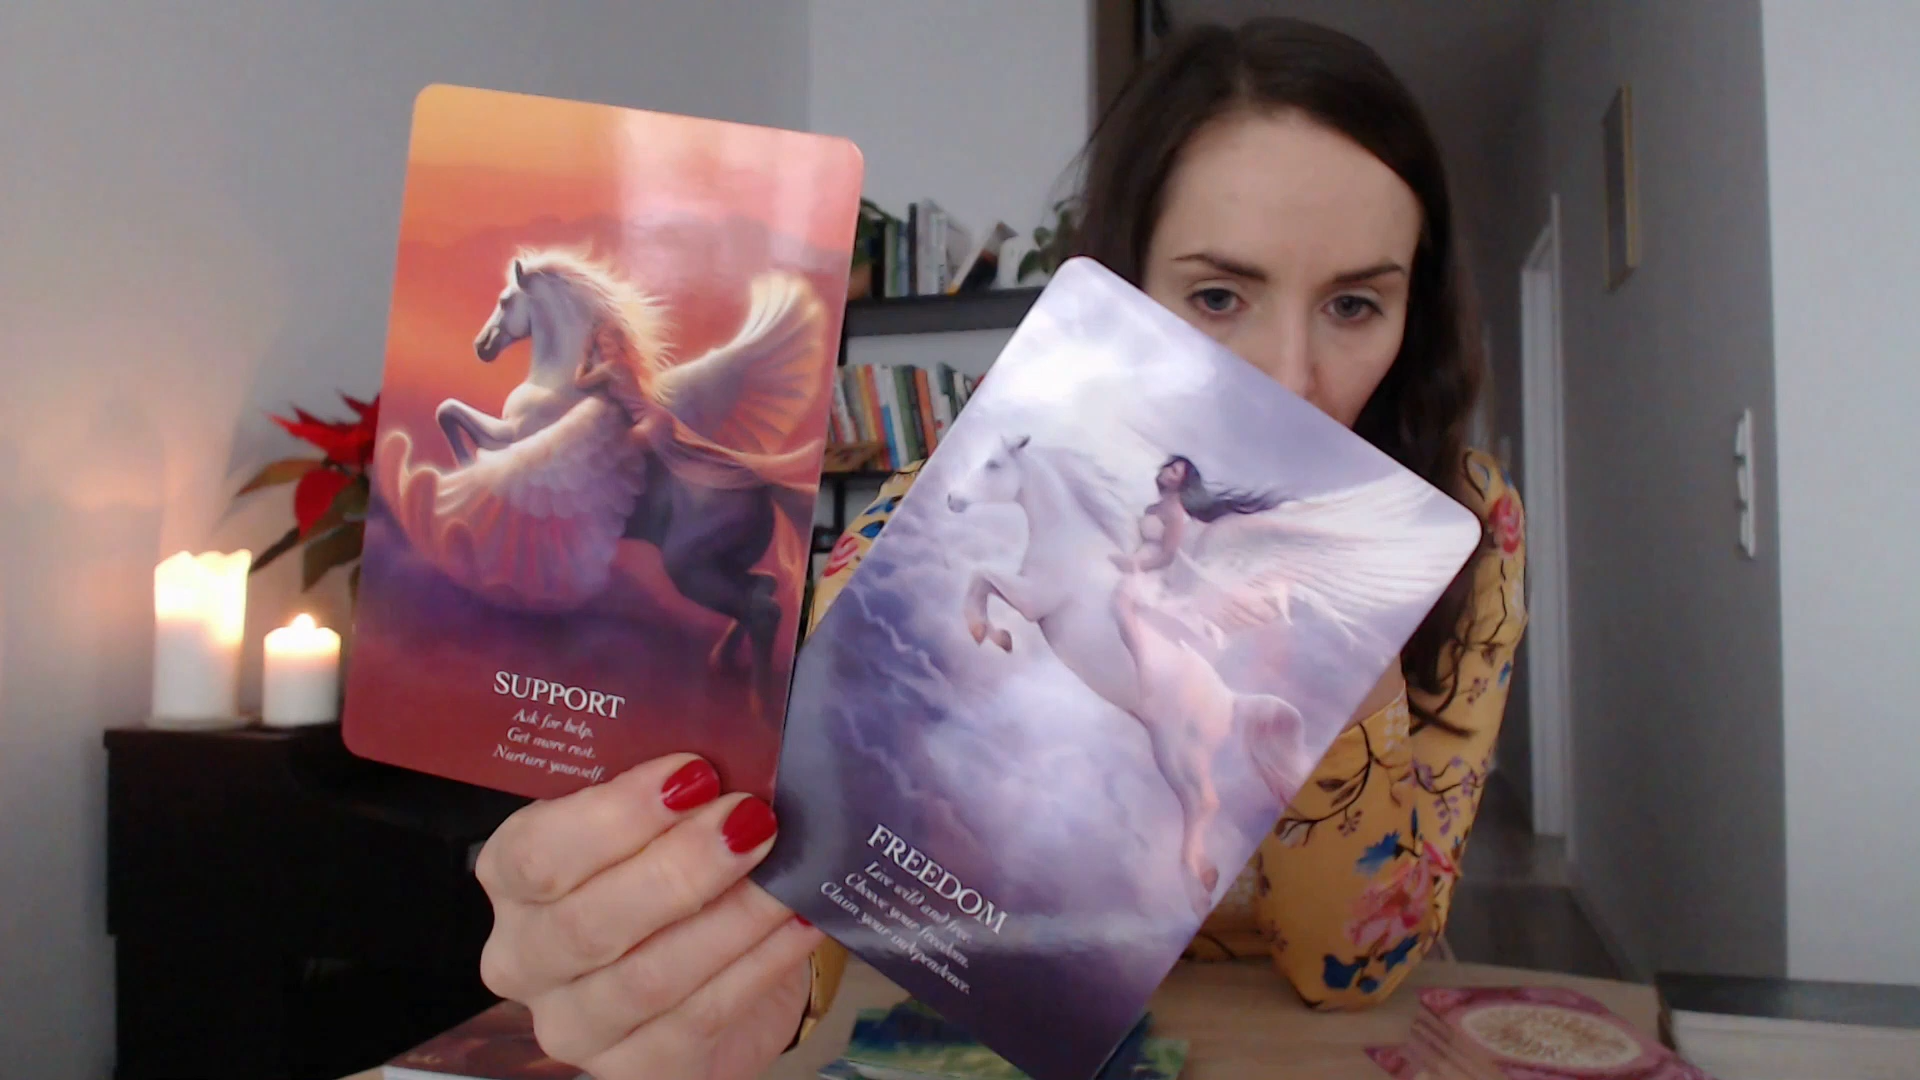 SUPPORT
Ask for help.
Get more rest.
Nurture yourself.
FREEDOM
Live wild and free.
Choose your freedom.
Claim your independence.